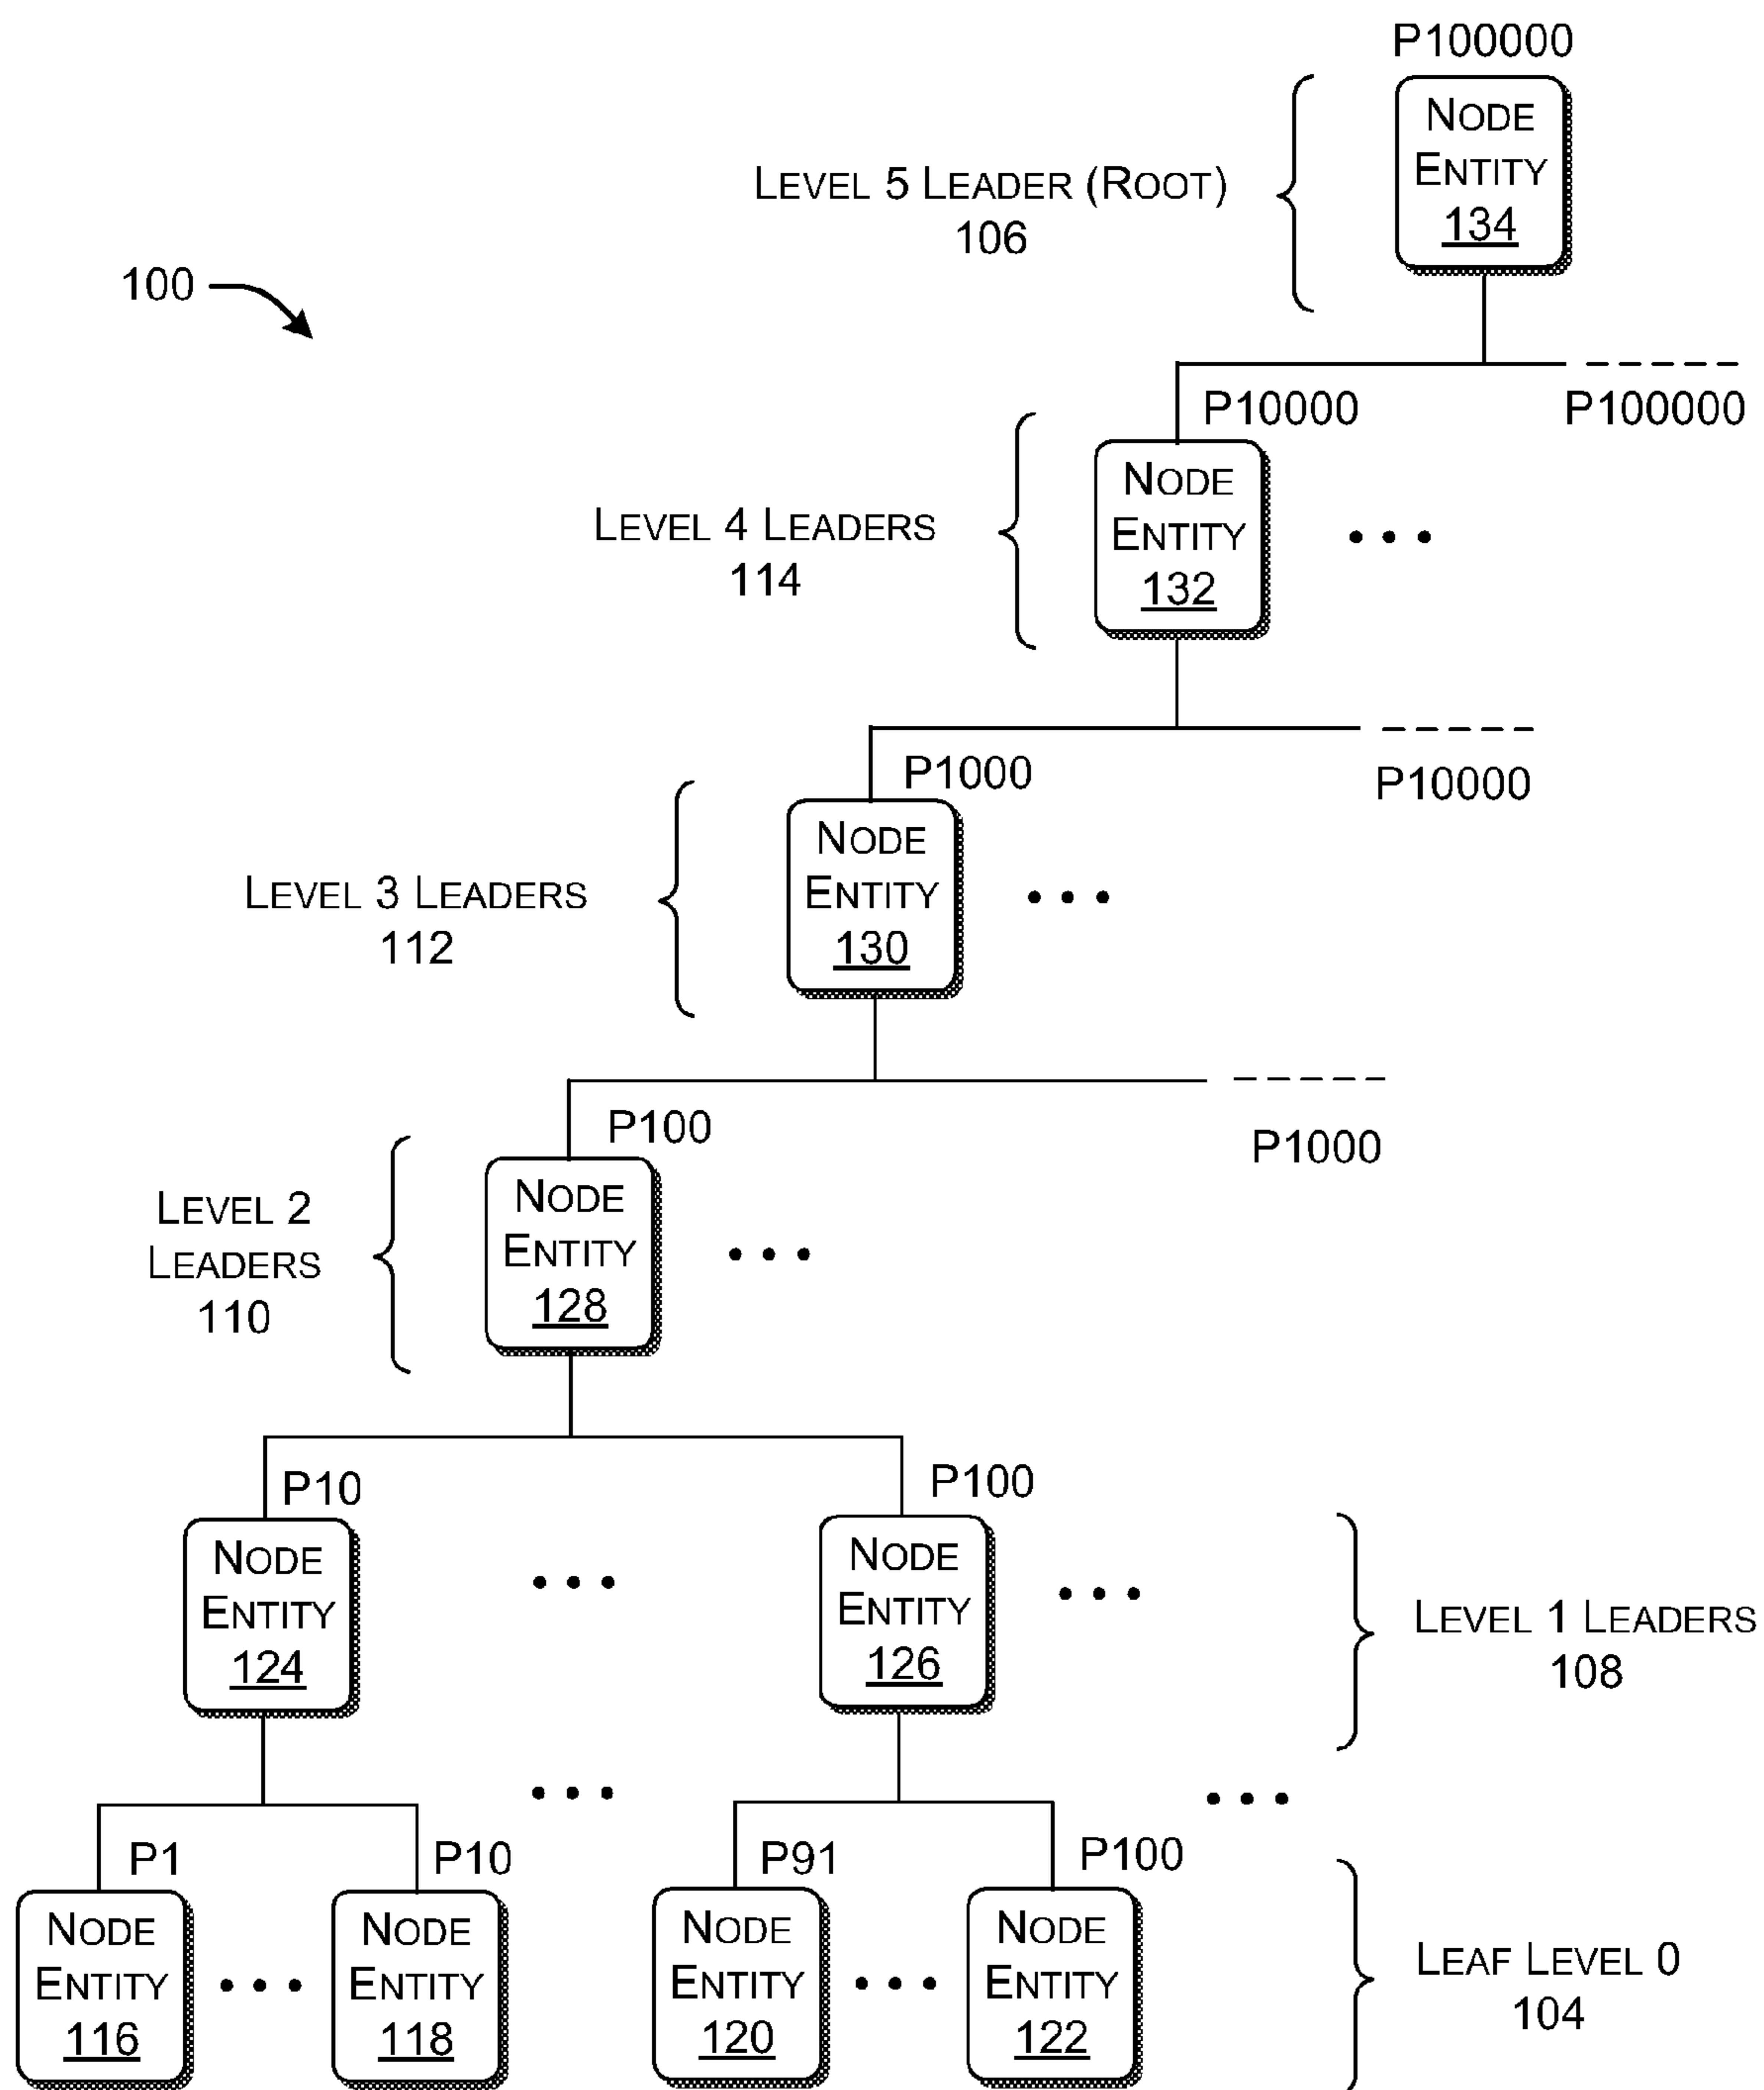 P100000
NODE
ENTITY
134
LEVEL 5 LEADER (ROOT)
106
100
P10000
P100000
NODE
ENTITY
132
LEVEL 4 LEADERS
114
P1000
P10000
NODE
ENTITY
130
LEVEL 3 LEADERS
112
P100
P1000
NODE
ENTITY
128
LEVEL 2
LEADERS
110
P10
P100
NODE
ENTITY
124
NODE
ENTITY
126
LEVEL 1 LEADERS
108
P1
P10
P91
P100
NODE
ENTITY
116
NODE
ENTITY
118
NODE
ENTITY
120
NODE
ENTITY
122
LEAF LEVEL 0
104